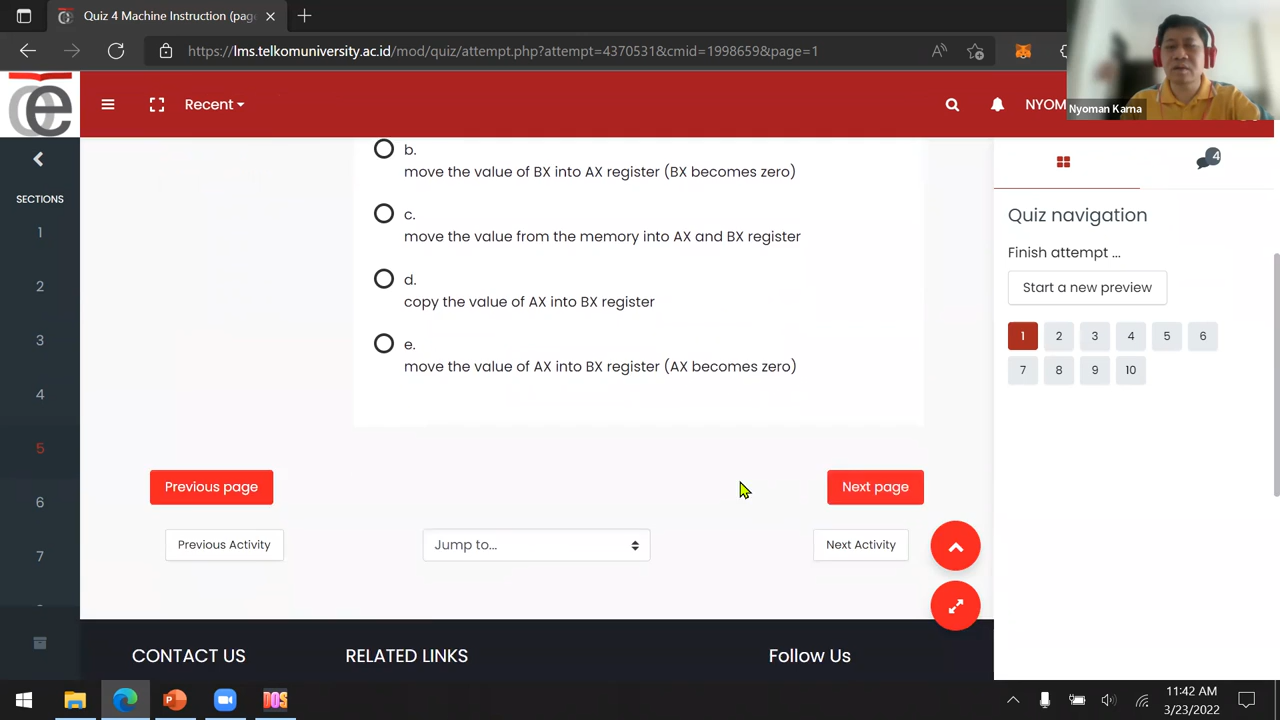 Quiz 4 Machine Instruction (pag
https://lms.telkomuniversity.ac.id/mod/quiz/attempt.php?attempt=4370531&cmid=1998659&page=1
Recent
NYOM
Nyoman Karna
SECTIONS
1
2
3
4
5
6
7
b.
move the value of BX into AX register (BX becomes zero)
c.
move the value from the memory into AX and BX register
d.
copy the value of AX into BX register
e.
move the value of AX into BX register (AX becomes zero)
Previous page
Next page
Previous Activity
Jump to...
Next Activity
4
Quiz navigation
Finish attempt ...
Start a new preview
1 2 3 4 5 6
7 8 9 10
CONTACT US
RELATED LINKS
Follow Us
DOS
11:42 AM
3/23/2022